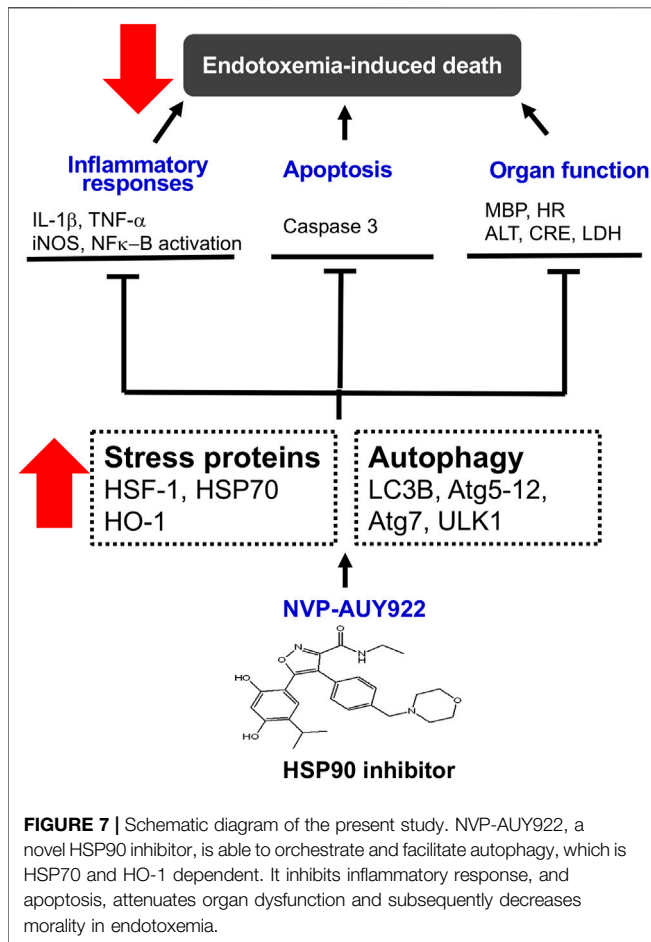 Endotoxemia-induced death
Inflammatory
responses
Apoptosis
Organ function
IL-1β, TNF-α
iNOS, NFκ–B activation
Caspase 3
MBP, HR
ALT, CRE, LDH
Stress proteins
HSF-1, HSP70
HO-1
Autophagy
LC3B, Atg5-12,
Atg7, ULK1
NVP-AUY922
O
N
O
N
H
HO
HO
N
O
HSP90 inhibitor
FIGURE 7 | Schematic diagram of the present study. NVP-AUY922, a
novel HSP90 inhibitor, is able to orchestrate and facilitate autophagy, which is
HSP70 and HO-1 dependent. It inhibits inflammatory response, and
apoptosis, attenuates organ dysfunction and subsequently decreases
morality in endotoxemia.